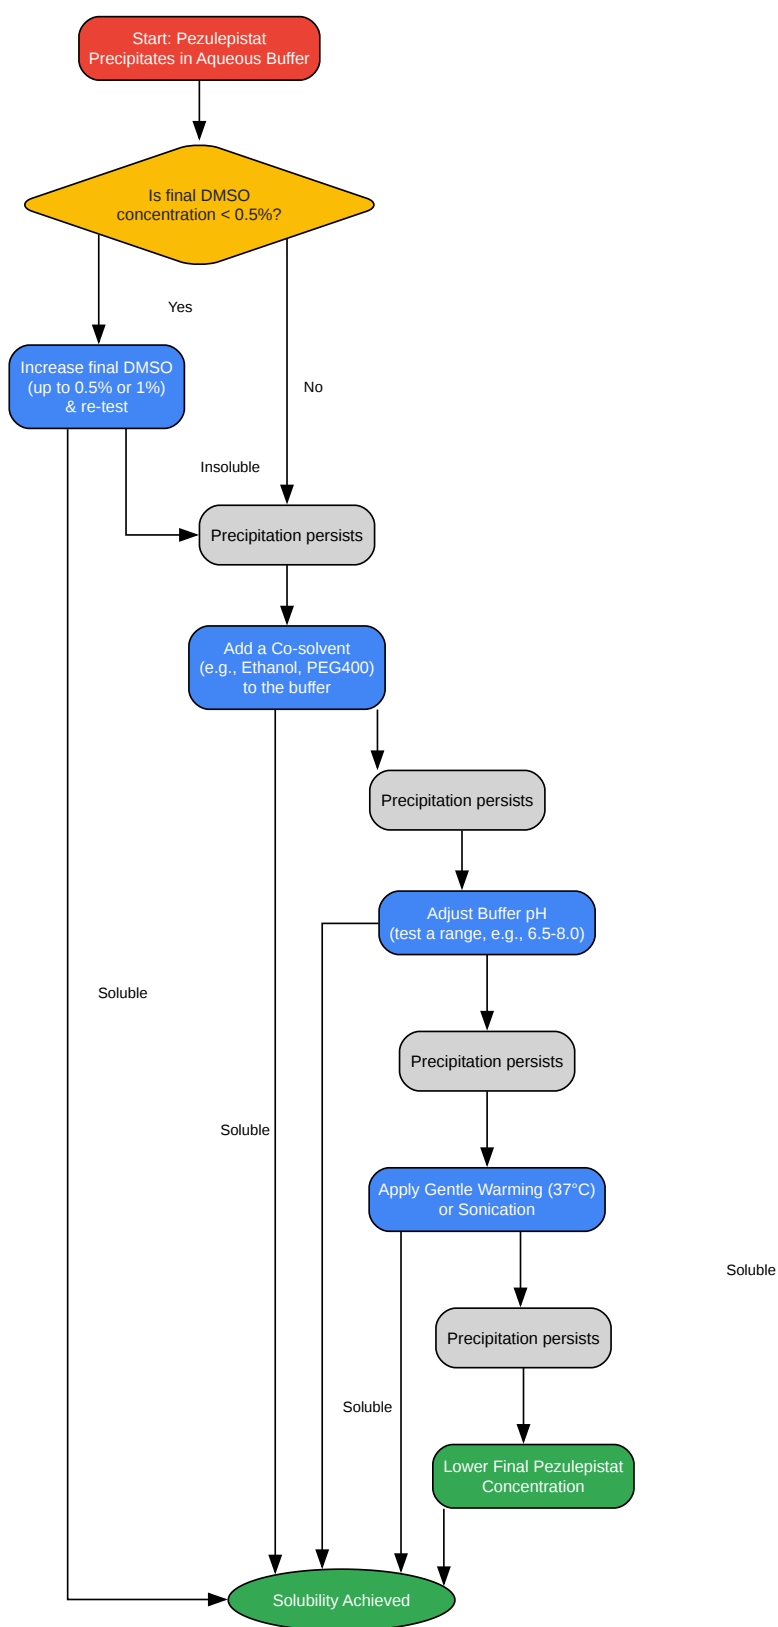 Start: Pezulepistat
Precipitates in Aqueous Buffer
Is final DMSO
concentration < 0.5%?
Yes
Increase final DMSO
(up to 0.5% or 1%)
& re-test
No
Insoluble
Precipitation persists
Add a Co-solvent
(e.g., Ethanol, PEG400)
to the buffer
Precipitation persists
Adjust Buffer pH
(test a range, e.g., 6.5-8.0)
Soluble
Precipitation persists
Soluble
Apply Gentle Warming (37°C)
or Sonication
Soluble
Precipitation persists
Soluble
Lower Final Pezulepistat
Concentration
Solubility Achieved